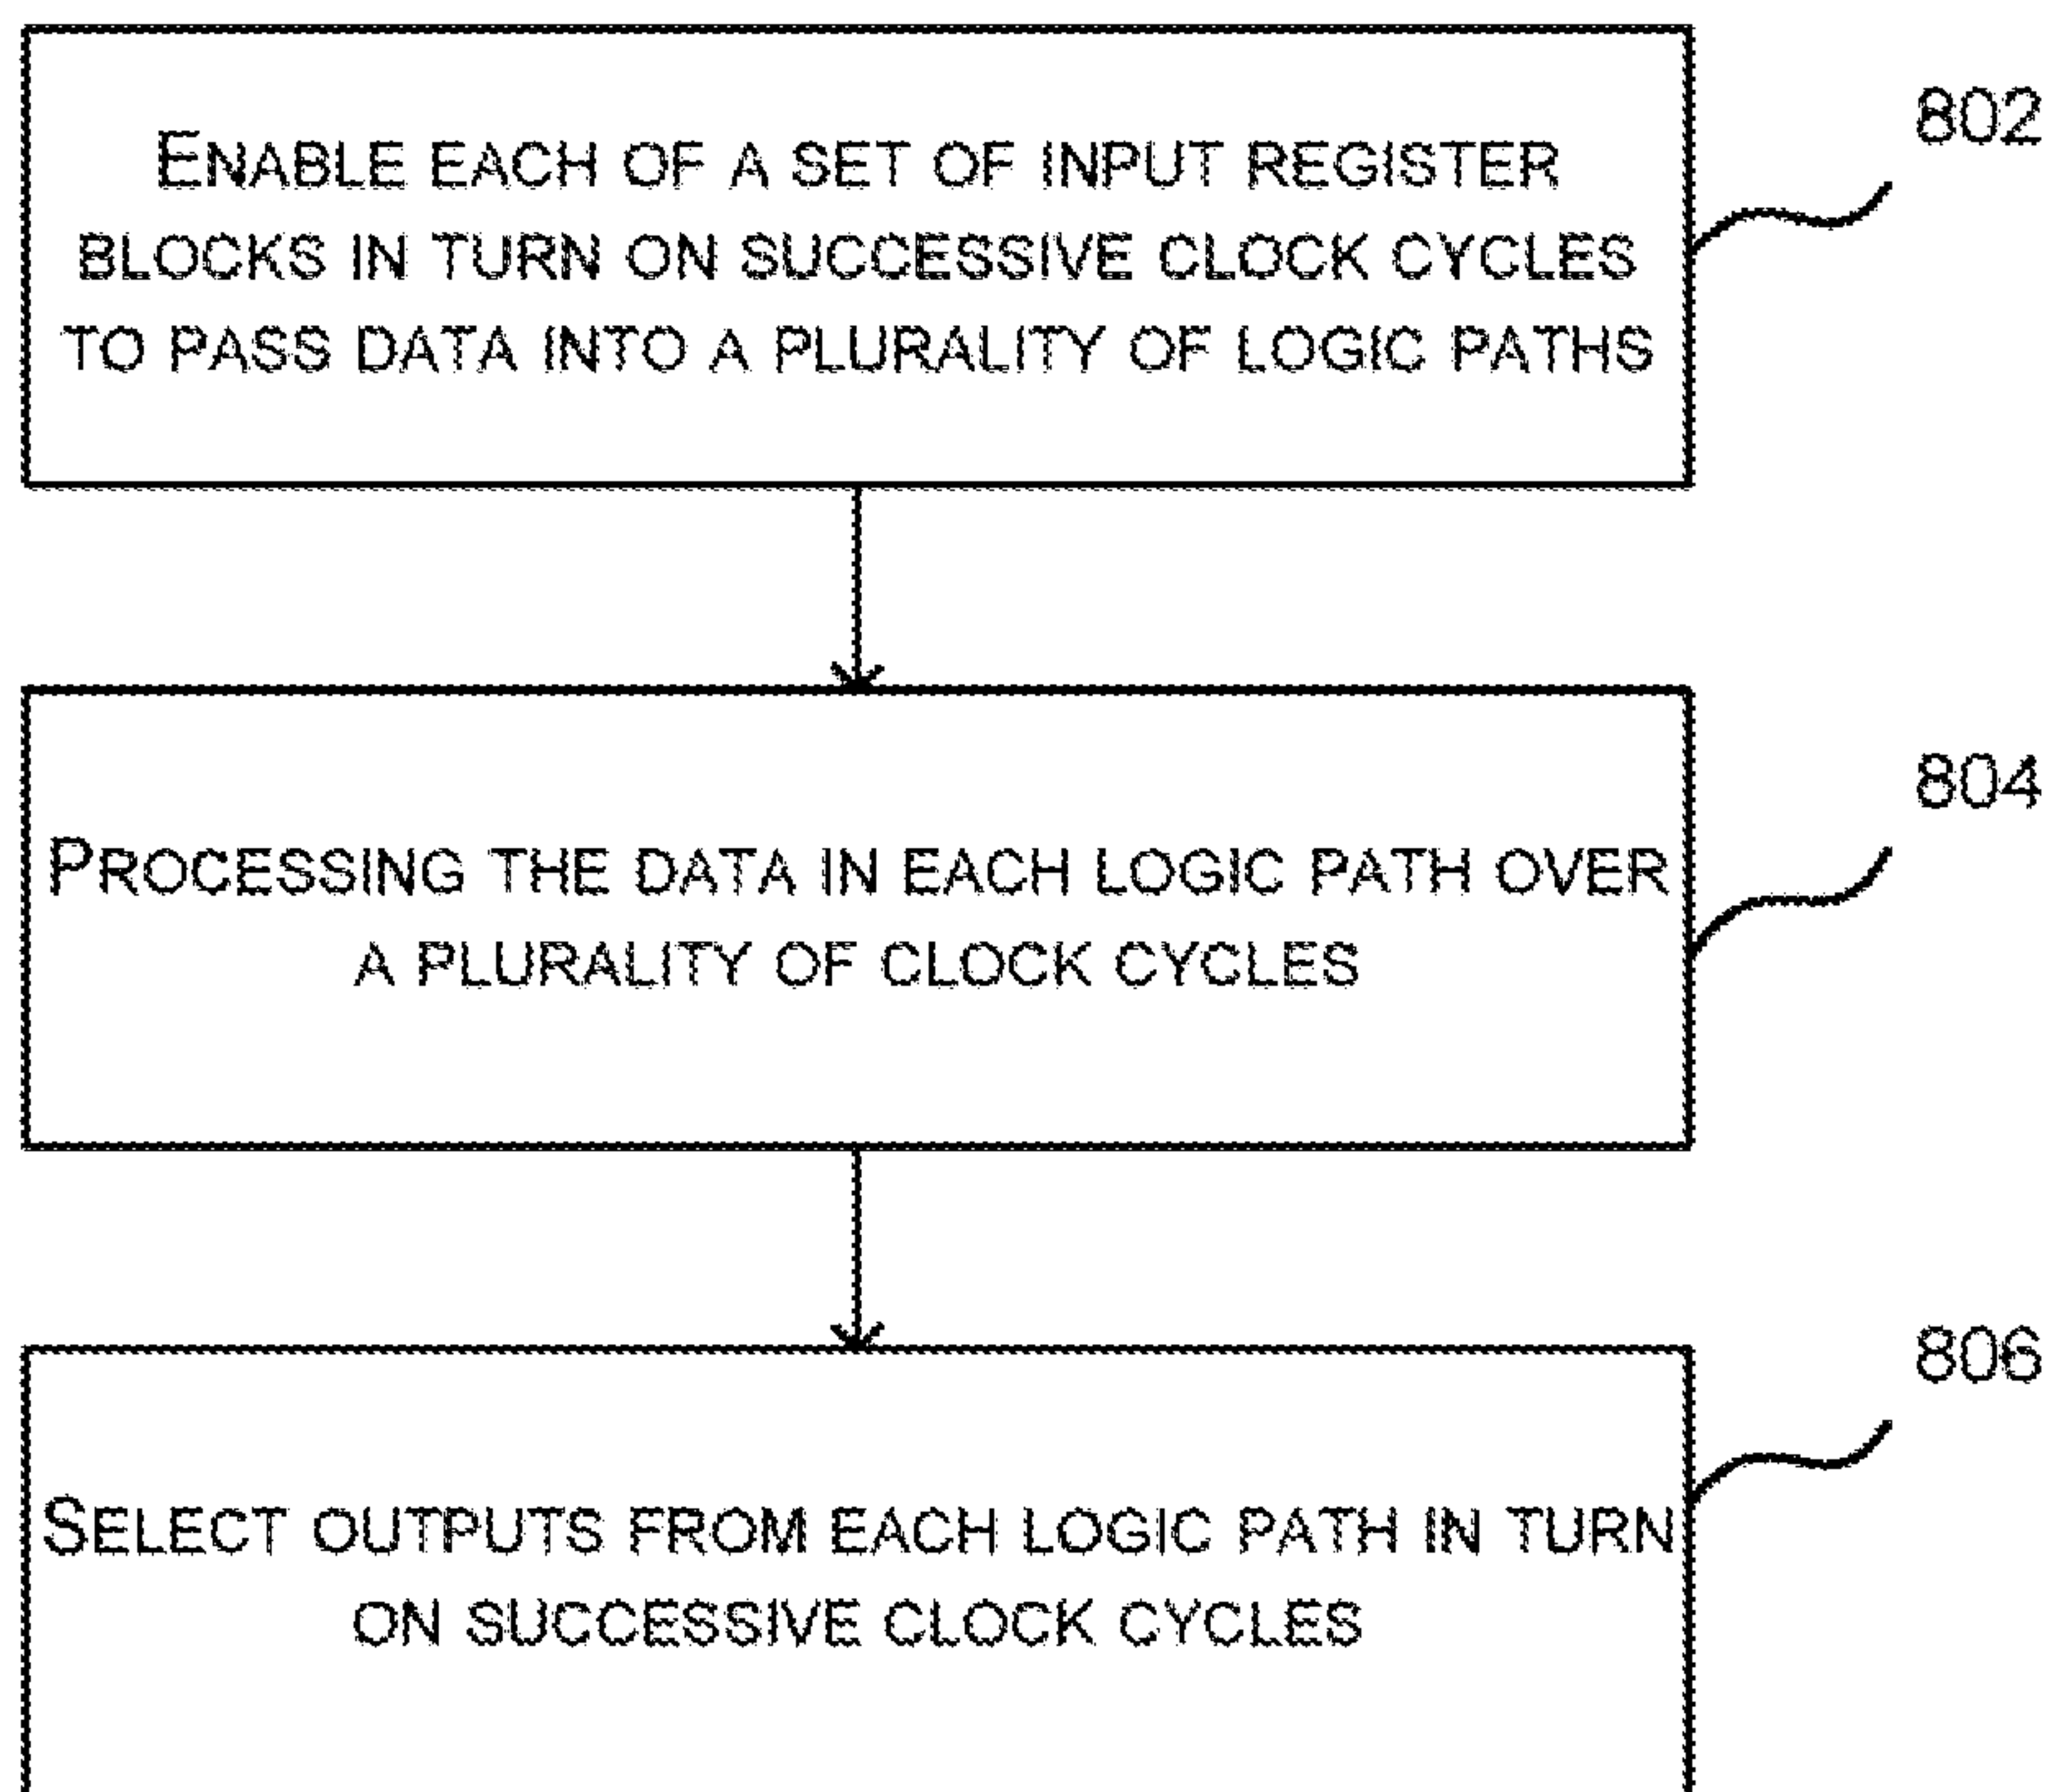 ENABLE EACH OF A SET OF INPUT REGISTER
BLOCKS IN TURN ON SUCCESSIVE CLOCK CYCLES
TO PASS DATA INTO A PLURALITY OF LOGIC PATHS
802
PROCESSING THE DATA IN EACH LOGIC PATH OVER
A PLURALITY OF CLOCK CYCLES
804
SELECT OUTPUTS FROM EACH LOGIC PATH IN TURN
ON SUCCESSIVE CLOCK CYCLES
806